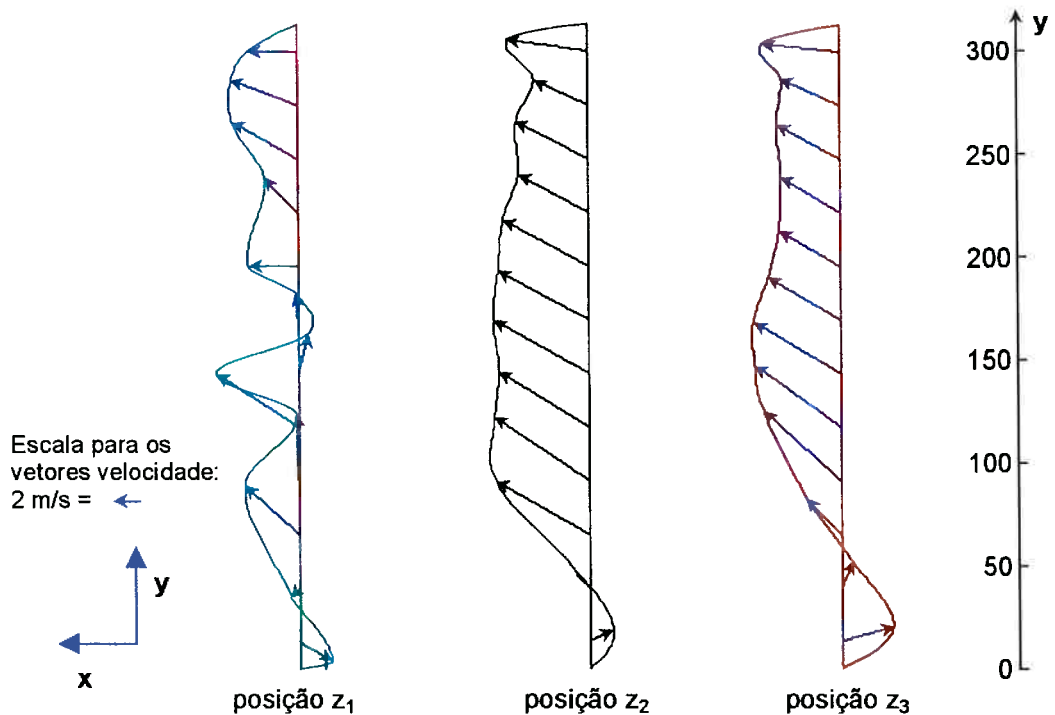 y
300
250
200
150
100
50
0
Escala para os
vetores velocidade:
2 m/s =
y
x
posição z1
posição z2
posição z3